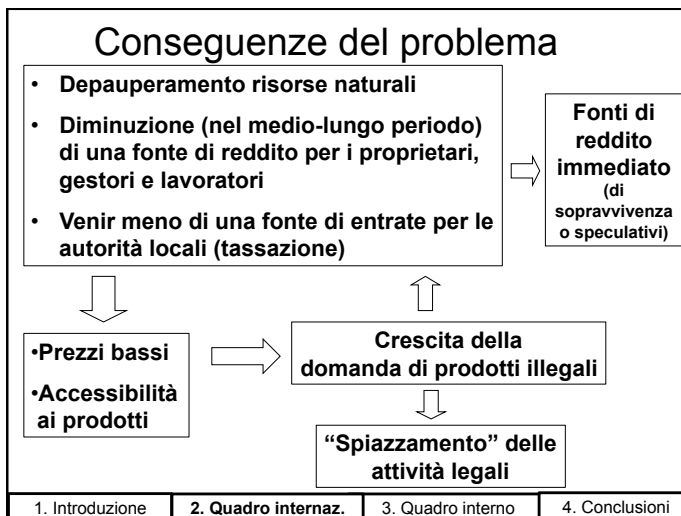 Conseguenze del problema
• Depauperamento risorse naturali
• Diminuzione (nel medio-lungo periodo)
di una fonte di reddito per i proprietari,
gestori e lavoratori
• Venir meno di una fonte di entrate per le
autorità locali (tassazione)
Fonti di
reddito
immediato
(di
sopravvivenza
o speculativi)
•Prezzi bassi
•Accessibilità
ai prodotti
Crescita della
domanda di prodotti illegali
“Spiazzamento” delle
attività legali
1. Introduzione
2. Quadro internaz.
3. Quadro interno
4. Conclusioni